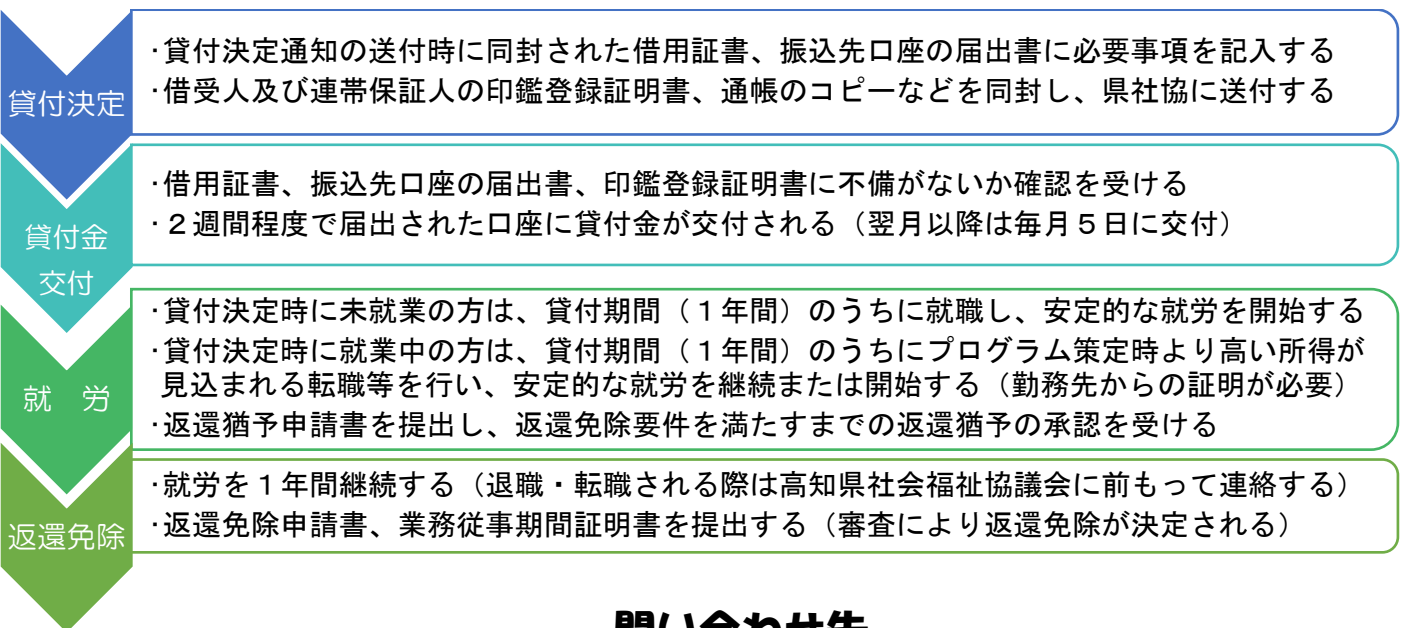 貸付決定
·貸付決定通知の送付時に同封された借用証書、振込先口座の届出書に必要事項を記入する
·借受人及び連帯保証人の印鑑登録証明書、通帳のコピーなどを同封し、県社協に送付する
貸付金
交付
·借用証書、振込先口座の届出書、印鑑登録証明書に不備がないか確認を受ける
·２週間程度で届出された口座に貸付金が交付される（翌月以降は毎月５日に交付）
就　労
·貸付決定時に未就業の方は、貸付期間（１年間）のうちに就職し、安定的な就労を開始する
·貸付決定時に就業中の方は、貸付期間（１年間）のうちにプログラム策定時より高い所得が
見込まれる転職等を行い、安定的な就労を継続または開始する（勤務先からの証明が必要）
·返還猶予申請書を提出し、返還免除要件を満たすまでの返還猶予の承認を受ける
返還免除
·就労を１年間継続する（退職・転職される際は高知県社会福祉協議会に前もって連絡する）
·返還免除申請書、業務従事期間証明書を提出する（審査により返還免除が決定される）
問い合わせ先